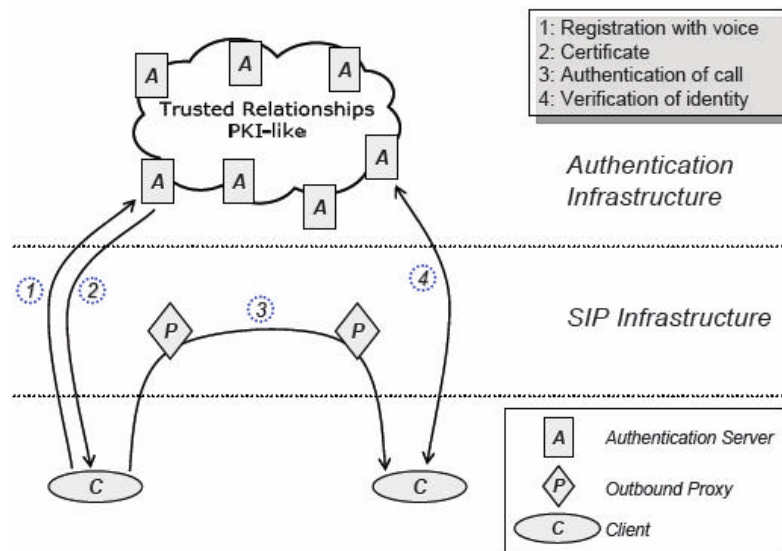 1: Registration with voice
2: Certificate
3: Authentication of call
4: Verification of identity
A
A
A
Trusted Relationships
PKI-like
A
A
A
A
Authentication
Infrastructure
1
2
3
4
P
P
SIP Infrastructure
C
C
A Authentication Server
P Outbound Proxy
C Client